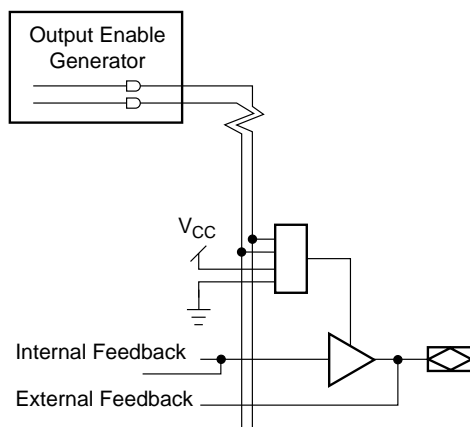 Output Enable
Generator
VCC
Internal Feedback
External Feedback